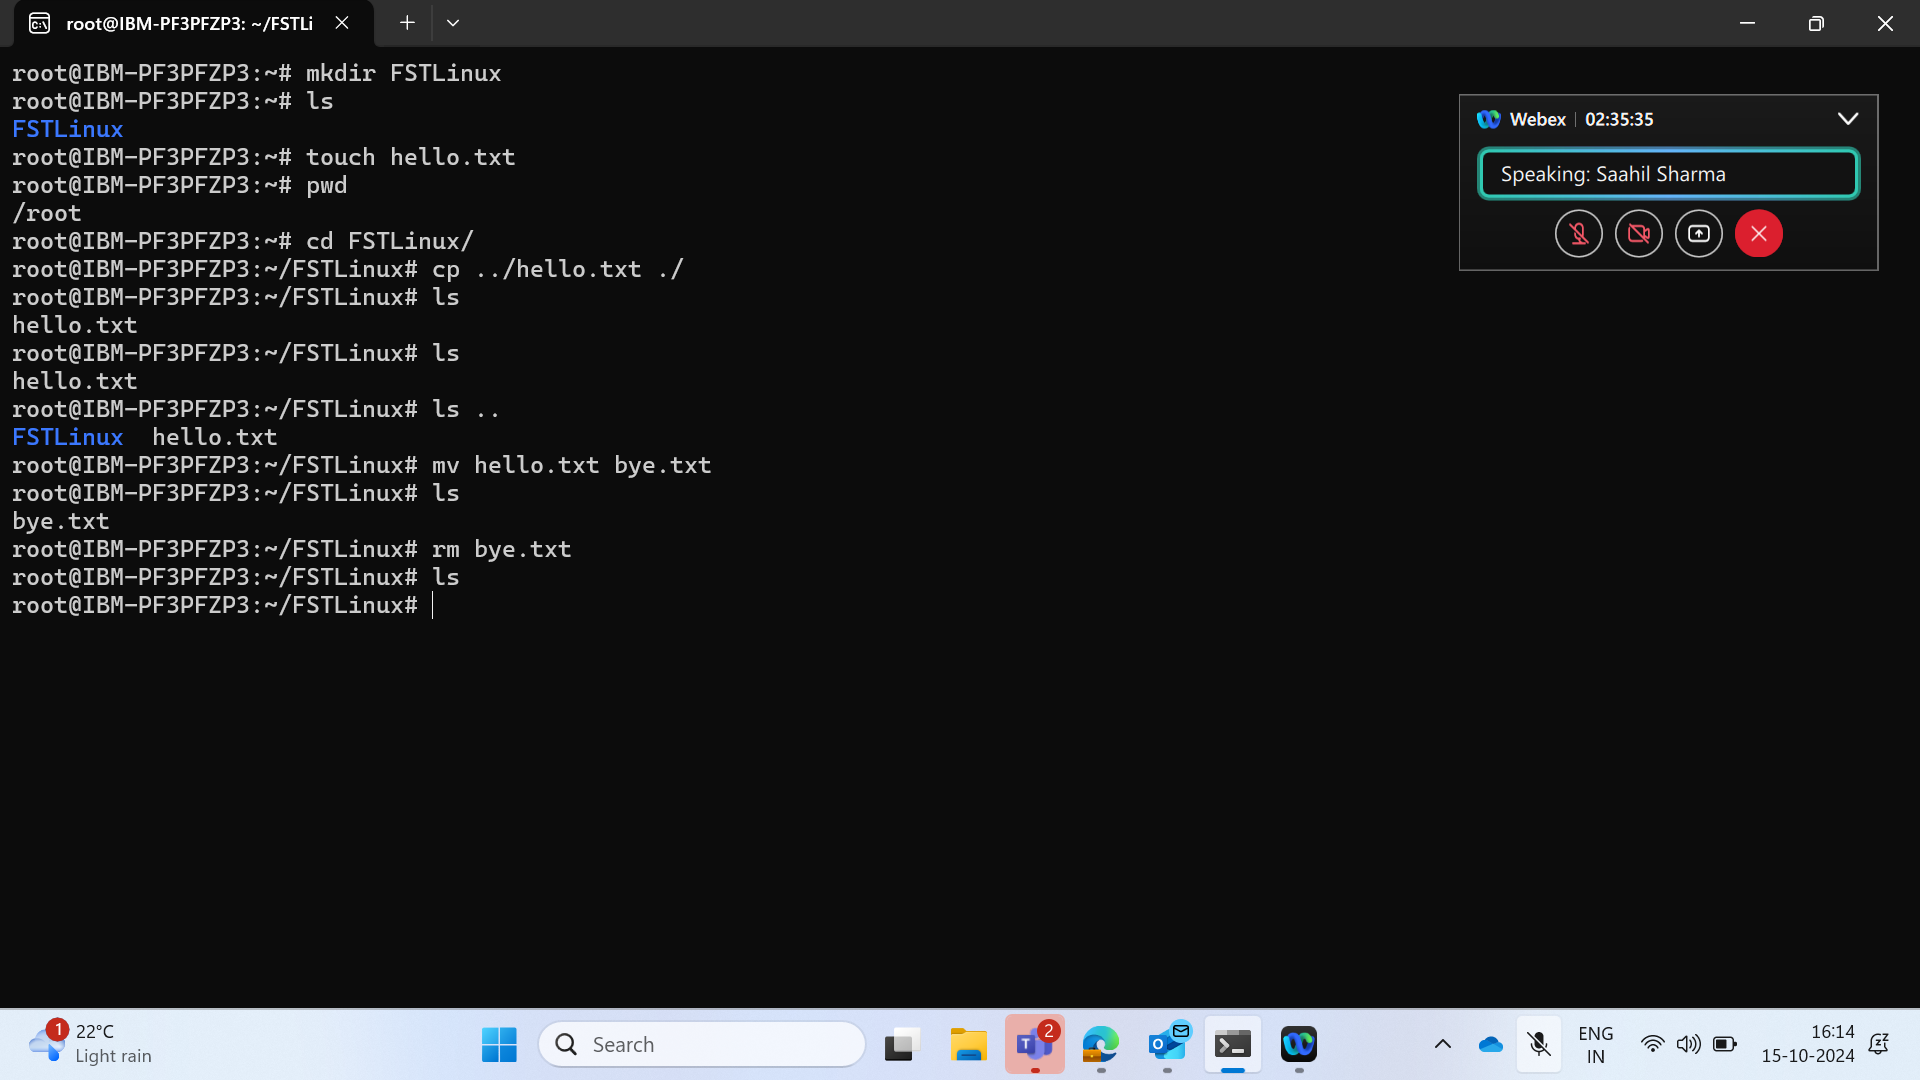 root@IBM-PF3PFZP3: ~/FSTLi
root@IBM-PF3PFZP3:~# mkdir FSTLinux
root@IBM-PF3PFZP3:~# ls
FSTLinux
root@IBM-PF3PFZP3:~# touch hello.txt
root@IBM-PF3PFZP3:~# pwd
/root
root@IBM-PF3PFZP3:~# cd FSTLinux/
root@IBM-PF3PFZP3:~/FSTLinux# cp ../hello.txt ./
root@IBM-PF3PFZP3:~/FSTLinux# ls
hello.txt
root@IBM-PF3PFZP3:~/FSTLinux# ls
hello.txt
root@IBM-PF3PFZP3:~/FSTLinux# ls ..
FSTLinux  hello.txt
root@IBM-PF3PFZP3:~/FSTLinux# mv hello.txt bye.txt
root@IBM-PF3PFZP3:~/FSTLinux# ls
bye.txt
root@IBM-PF3PFZP3:~/FSTLinux# rm bye.txt
root@IBM-PF3PFZP3:~/FSTLinux# ls
root@IBM-PF3PFZP3:~/FSTLinux#
Webex | 02:35:35
Speaking: Saahil Sharma
1
22°C
Light rain
Search
2
ENG
IN
16:14
15-10-2024